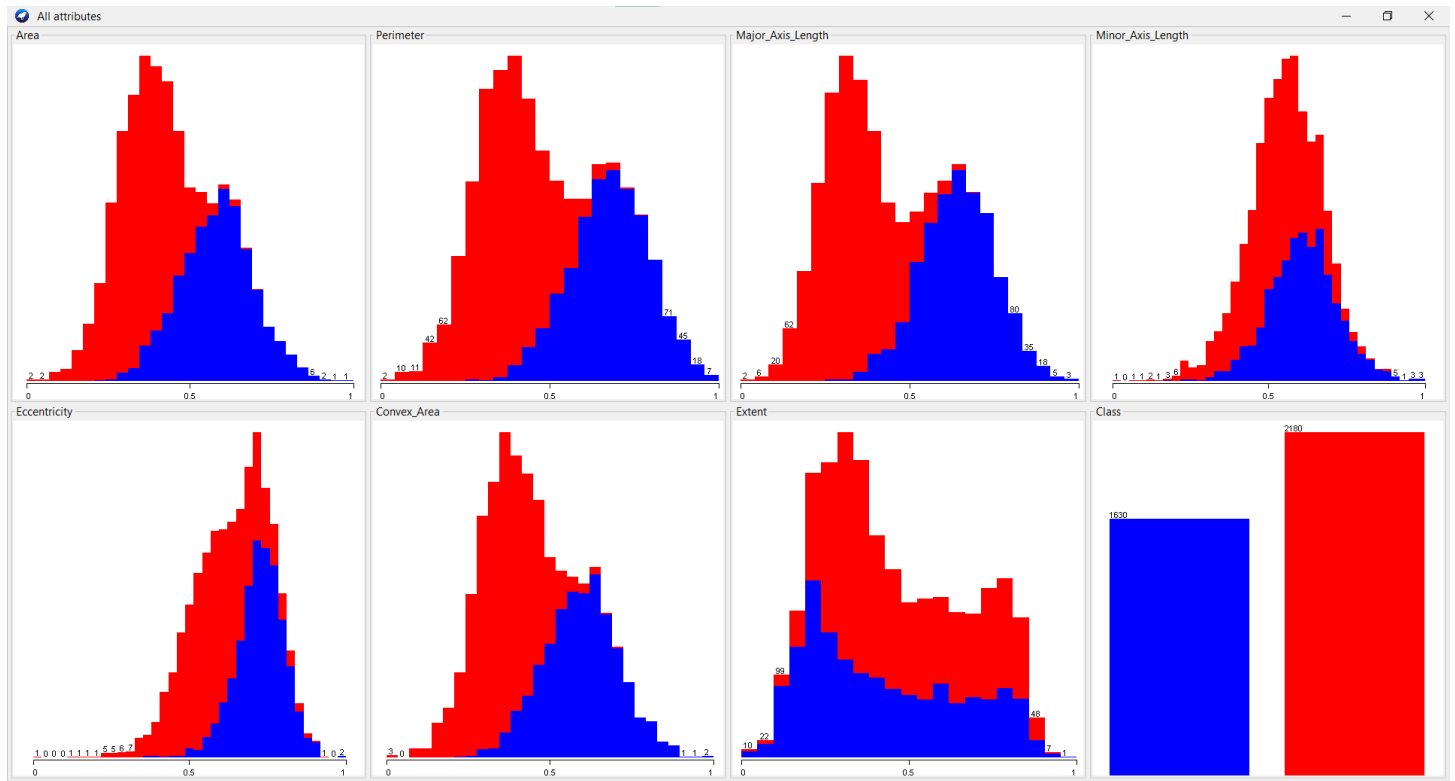 All attributes
Area
2 2 6 2 1 1
0 0.5 1
Perimeter
2 10 11 42 62 71 45 18 7
0 0.5 1
Major_Axis_Length
2 6 20 62 80 35 18 5 3
0 0.5 1
Minor_Axis_Length
1 0 1 1 2 1 3 6 5 1 3 3
0 0.5 1
Eccentricity
1 0 0 0 1 1 1 1 5 5 6 7 1 0 2
0 0.5 1
Convex_Area
3 0 1 1 2
0 0.5 1
Extent
10 22 99 48 7 1
0 0.5 1
Class
1630 2180